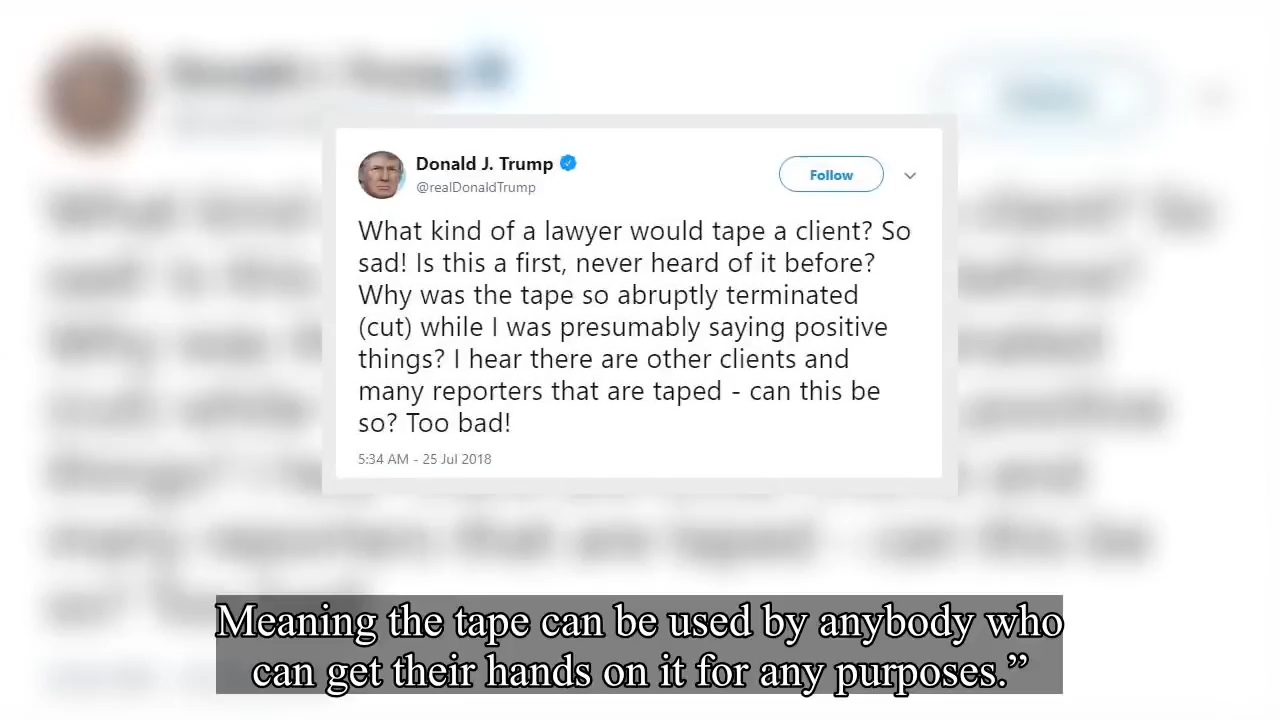 Donald J. Trump
@realDonaldTrump
Follow
What kind of a lawyer would tape a client? So
sad! Is this a first, never heard of it before?
Why was the tape so abruptly terminated
(cut) while I was presumably saying positive
things? I hear there are other clients and
many reporters that are taped - can this be
so? Too bad!
5:34 AM - 25 Jul 2018
Meaning the tape can be used by anybody who
can get their hands on it for any purposes.”